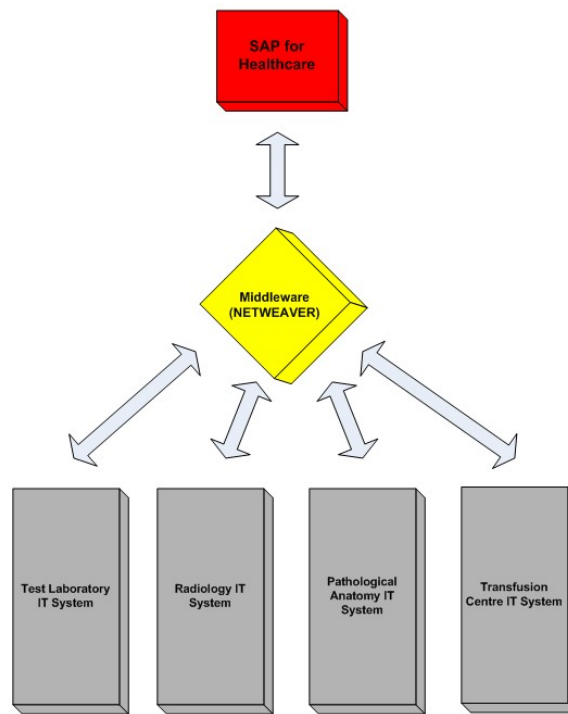 SAP for
Healthcare
Middleware
(NETWEAVER)
Test Laboratory
IT System
Radiology IT
System
Pathological
Anatomy IT
System
Transfusion
Centre IT System